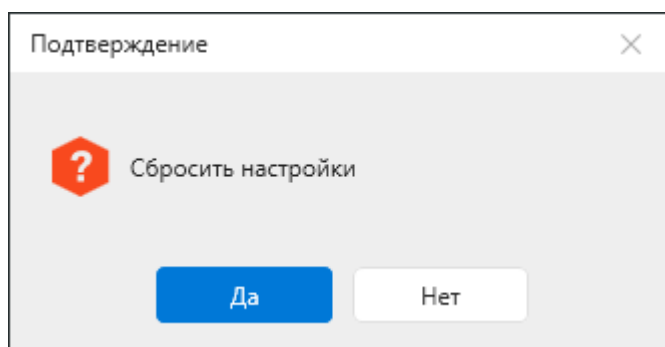 Подтверждение
?
Сбросить настройки
Да
Нет